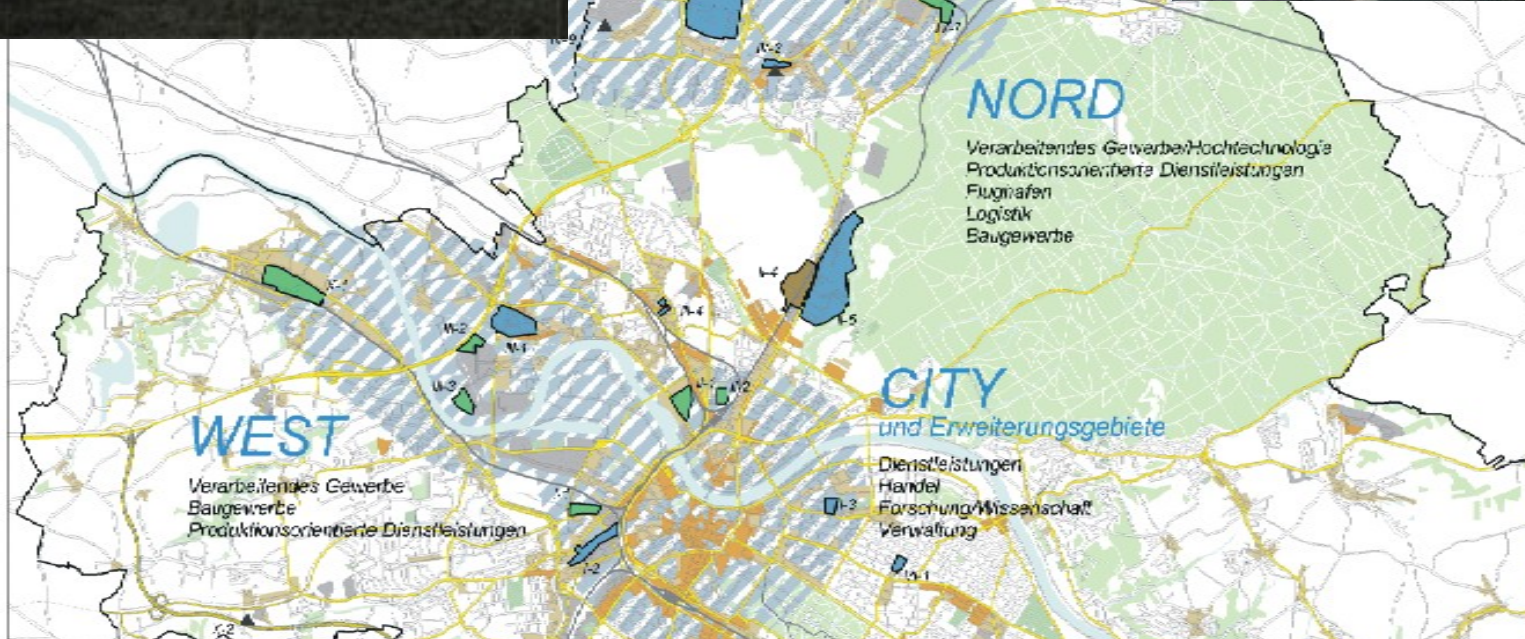 NORD
Verarbeitendes Gewerbe/Hochtechnologie
Produktionsorientierte Dienstleistungen
Flughafen
Logistik
Baugewerbe
CITY
und Erweiterungsgebiete
Dienstleistungen
Handel
Forschung/Wissenschaft
Verwaltung
WEST
Verarbeitendes Gewerbe
Baugewerbe
Produktionsorientierte Dienstleistungen